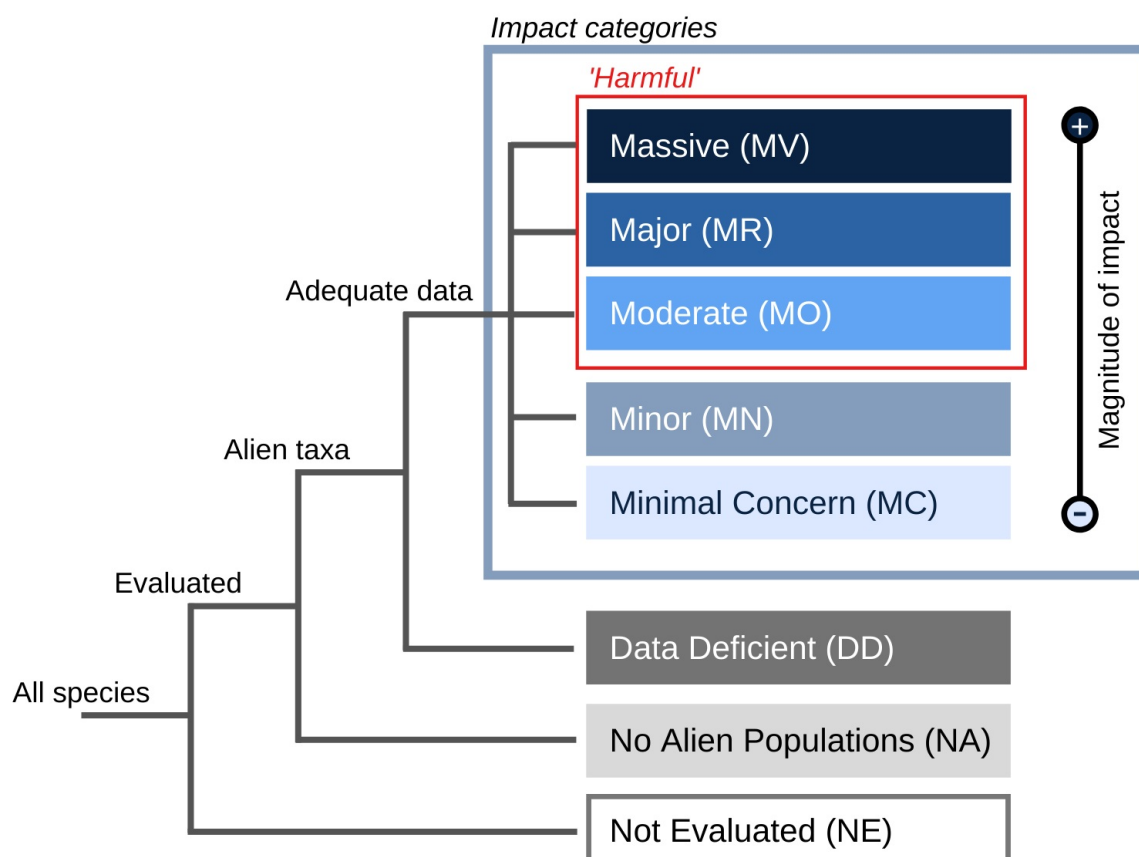 Impact categories
'Harmful'
Massive (MV)
Major (MR)
Adequate data
Moderate (MO)
Minor (MN)
Alien taxa
Minimal Concern (MC)
+
Magnitude of impact
-
Evaluated
Data Deficient (DD)
All species
No Alien Populations (NA)
Not Evaluated (NE)